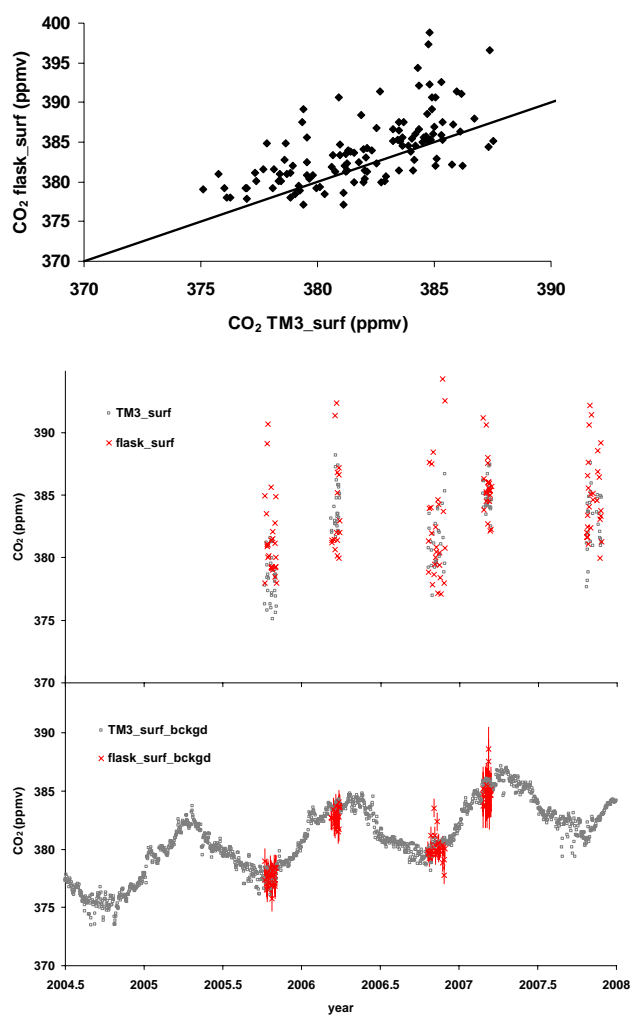 400
395
390
385
380
375
370
CO₂ flask_surf (ppmv)
370 375 380 385 390
CO₂ TM3_surf (ppmv)
TM3_surf
flask_surf
390
385
380
375
370
CO₂ (ppmv)
TM3_surf_bckgd
flask_surf_bckgd
390
385
380
375
370
CO₂ (ppmv)
2004.5 2005 2005.5 2006 2006.5 2007 2007.5 2008
year